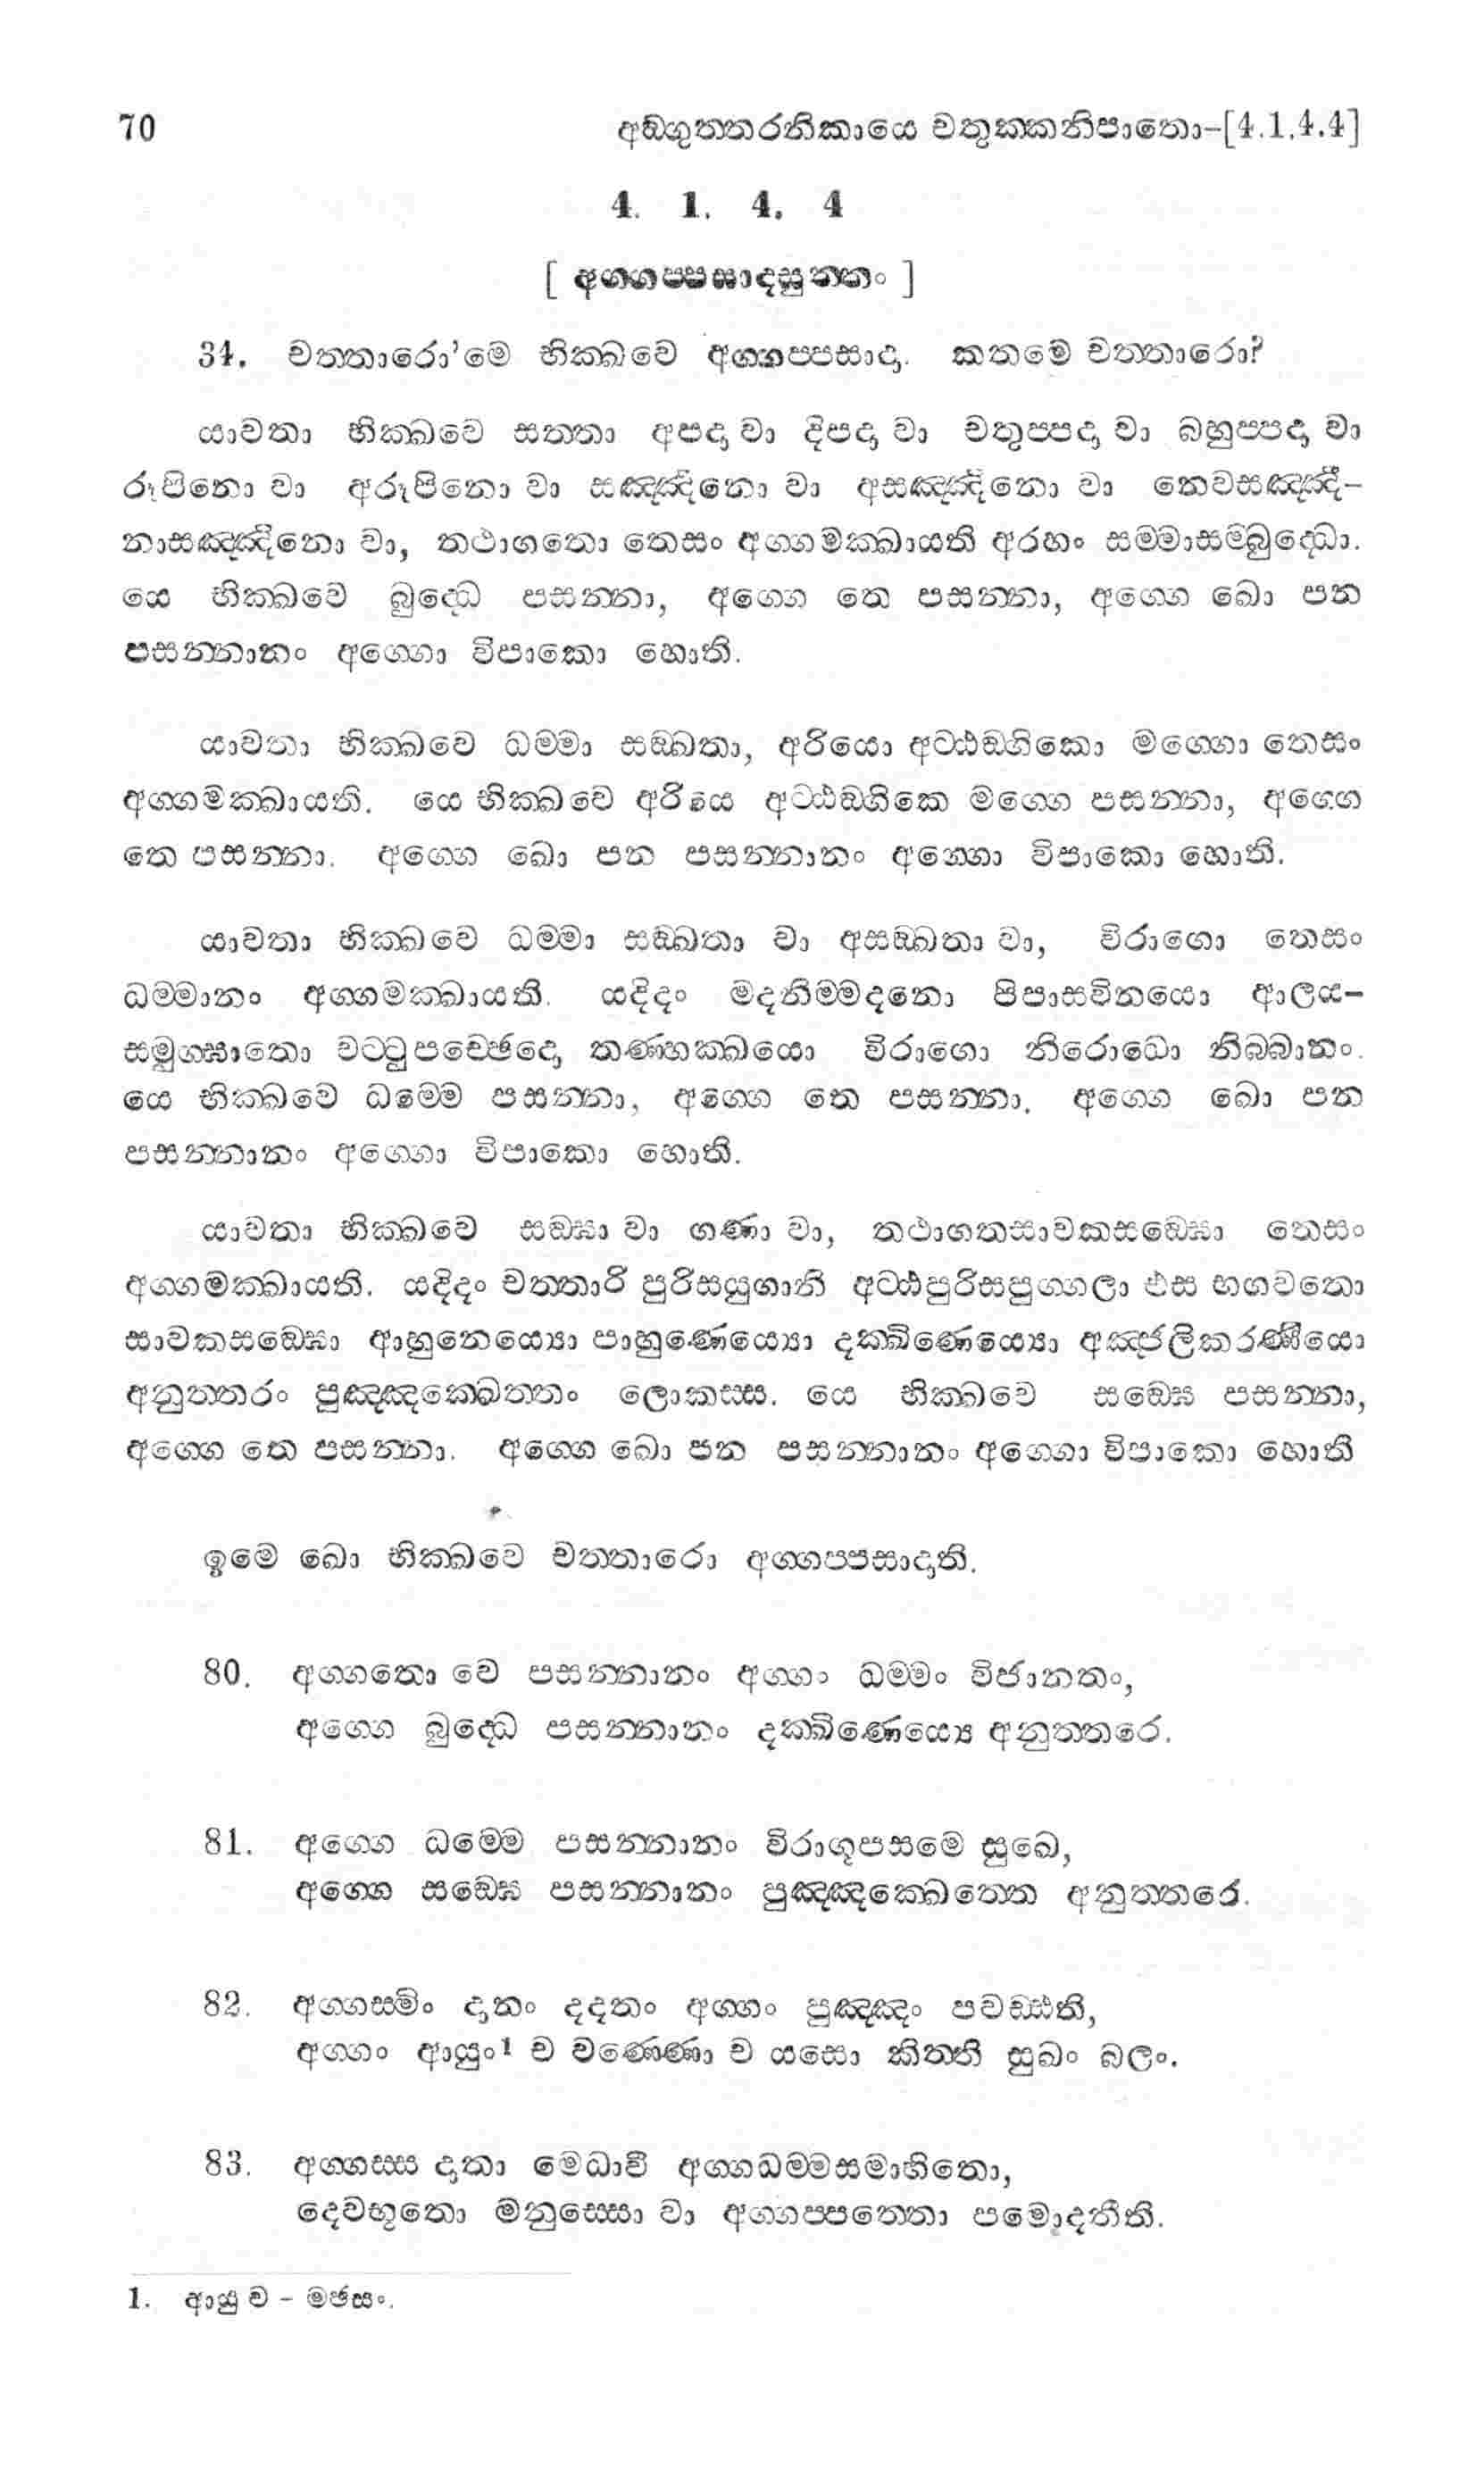 70 අඞ්ගුත්තරනිකායෙ චතුක්කනිපාතො-[4.1.4.4]
4. 1. 4. 4
[ අග්ගප්පසාදසුත්තං ]
34. චත්තාරො'මෙ භික්ඛවෙ අග්ගප්පසාදා. කතමෙ චත්තාරො?
යාවතා භික්ඛවෙ සත්තා අපදා වා දිපදා වා චතුප්පදා වා බහුප්පදා වා
රූපිනො වා අරූපිනො වා සඤ්ඤිනො වා අසඤ්ඤිනො වා නෙවසඤ්ඤී-
නාසඤ්ඤිනො වා, තථාගතො තෙසං අග්ගමක්ඛායති අරහං සම්මාසම්බුද්ධො.
යෙ භික්ඛවෙ බුද්ධෙ පසන්නා, අග්ගෙ තෙ පසන්නා, අග්ගෙ ඛො පන
පසන්නානං අග්ගො විපාකො හොති.
යාවතා භික්ඛවෙ ධම්මා සඞ්ඛතා, අරියො අට්ඨඞ්ගිකො මග්ගො තෙසං
අග්ගමක්ඛායති. යෙ භික්ඛවෙ අරියෙ අට්ඨඞ්ගිකෙ මග්ගෙ පසන්නා, අග්ගෙ
තෙ පසන්නා. අග්ගෙ ඛො පන පසන්නානං අග්ගො විපාකො හොති.
යාවතා භික්ඛවෙ ධම්මා සඞ්ඛතා වා අසඞ්ඛතා වා, විරාගො තෙසං
ධම්මානං අග්ගමක්ඛායති. යදිදං මදනිම්මදනො පිපාසවිනයො ආලය-
සමුග්ඝාතො වට්ටුපච්ඡෙදො, තණ්හක්ඛයො විරාගො නිරොධො නිබ්බානං.
යෙ භික්ඛවෙ ධම්මෙ පසන්නා, අග්ගෙ තෙ පසන්නා. අග්ගෙ ඛො පන
පසන්නානං අග්ගො විපාකො හොති.
යාවතා භික්ඛවෙ සඞ්ඝා වා ගණා වා, තථාගතසාවකසඞ්ඝො තෙසං
අග්ගමක්ඛායති. යදිදං චත්තාරි පුරිසයුගානි අට්ඨපුරිසපුග්ගලා එස භගවතො
සාවකසඞ්ඝො ආහුනෙය්‍යො පාහුණෙය්‍යො දක්ඛිණෙය්‍යො අඤ්ජලිකරණීයො
අනුත්තරං පුඤ්ඤක්ඛෙත්තං ලොකස්ස. යෙ භික්ඛවෙ සඞ්ඝෙ පසන්නා,
අග්ගෙ තෙ පසන්නා. අග්ගෙ ඛො පන පසන්නානං අග්ගො විපාකො හොති
ඉමෙ ඛො භික්ඛවෙ චත්තාරො අග්ගප්පසාදාති.
80. අග්ගතො වෙ පසන්නානං අග්ගං ධම්මං විජානතං,
අග්ගෙ බුද්ධෙ පසන්නානං දක්ඛිණෙය්‍යෙ අනුත්තරෙ.
81. අග්ගෙ ධම්මෙ පසන්නානං විරාගූපසමෙ සුඛෙ,
අග්ගෙ සඞ්ඝෙ පසන්නානං පුඤ්ඤක්ඛෙත්තෙ අනුත්තරෙ.
82. අග්ගස්මිං දානං දදතං අග්ගං පුඤ්ඤං පවඩ්ඪති,
අග්ගං ආයුං1 ච වණ්ණො ච යසො කිත්ති සුඛං බලං.
83. අග්ගස්ස දාතා මෙධාවී අග්ගධම්මසමාහිතො,
දෙවභූතො මනුස්සො වා අග්ගප්පත්තො පමොදතීති.
1. ආයු ච - මඡසං.